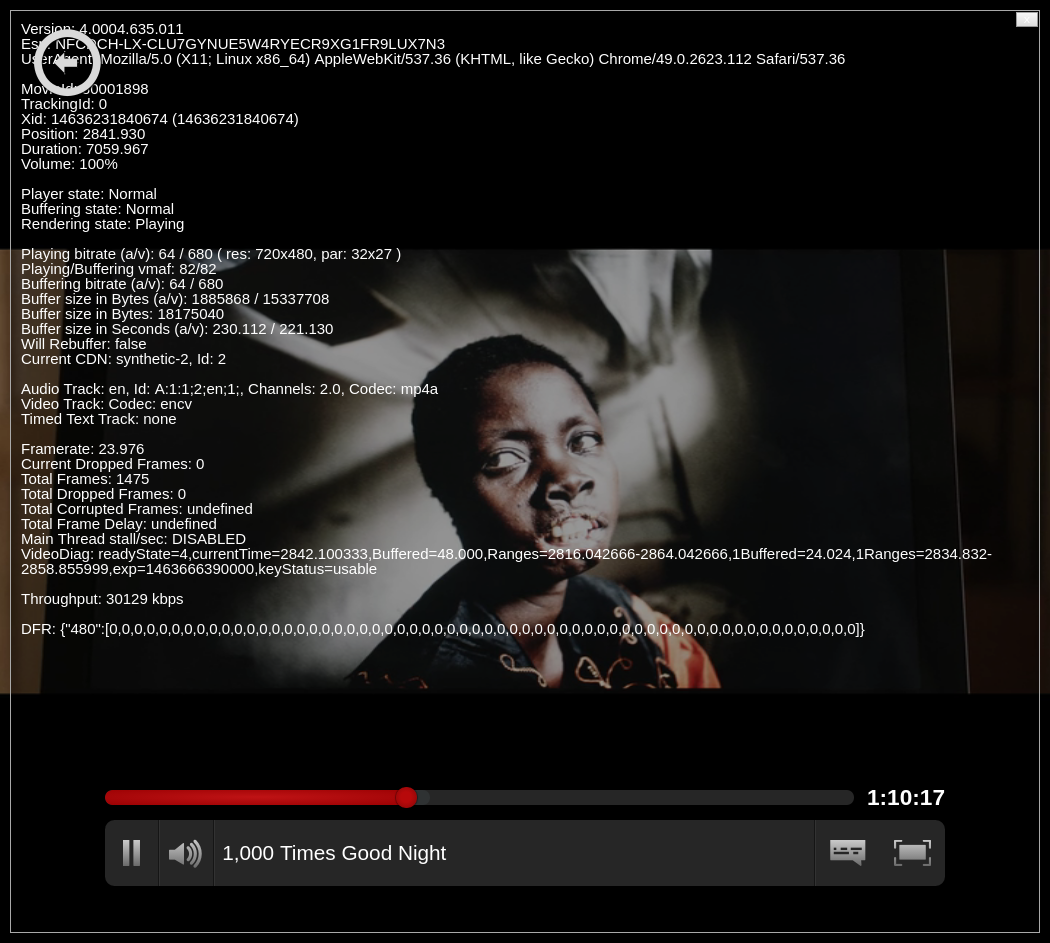 Version: 4.0004.635.011
Esn: NFCDCH-LX-CLU7GYNUE5W4RYECR9XG1FR9LUX7N3
UserAgent: Mozilla/5.0 (X11; Linux x86_64) AppleWebKit/537.36 (KHTML, like Gecko) Chrome/49.0.2623.112 Safari/537.36
MovieId: 80001898
TrackingId: 0
Xid: 14636231840674 (14636231840674)
Position: 2841.930
Duration: 7059.967
Volume: 100%
Player state: Normal
Buffering state: Normal
Rendering state: Playing
Playing bitrate (a/v): 64 / 680 ( res: 720x480, par: 32x27 )
Playing/Buffering vmaf: 82/82
Buffering bitrate (a/v): 64 / 680
Buffer size in Bytes (a/v): 1885868 / 15337708
Buffer size in Bytes: 18175040
Buffer size in Seconds (a/v): 230.112 / 221.130
Will Rebuffer: false
Current CDN: synthetic-2, Id: 2
Audio Track: en, Id: A:1:1;2;en;1;, Channels: 2.0, Codec: mp4a
Video Track: Codec: encv
Timed Text Track: none
Framerate: 23.976
Current Dropped Frames: 0
Total Frames: 1475
Total Dropped Frames: 0
Total Corrupted Frames: undefined
Total Frame Delay: undefined
Main Thread stall/sec: DISABLED
VideoDiag: readyState=4,currentTime=2842.100333,Buffered=48.000,Ranges=2816.042666-2864.042666,1Buffered=24.024,1Ranges=2834.832-
2858.855999,exp=1463666390000,keyStatus=usable
Throughput: 30129 kbps
DFR: {"480":[0,0,0,0,0,0,0,0,0,0,0,0,0,0,0,0,0,0,0,0,0,0,0,0,0,0,0,0,0,0,0,0,0,0,0,0,0,0,0,0,0,0,0,0,0,0,0,0,0,0,0,0,0,0,0,0,0,0,0,0]}
1:10:17
1,000 Times Good Night